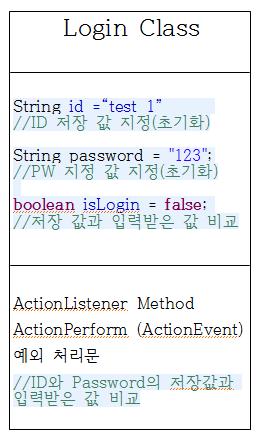 Login Class
String id =“test 1”
//ID 저장 값 지정(초기화)
String password = "123";
//PW 지정 값 지정(초기화)
boolean isLogin = false;
//저장 값과 입력받은 값 비교
ActionListener Method
ActionPerform (ActionEvent)
예외 처리문
//ID와 Password의 저장값과
입력받은 값 비교